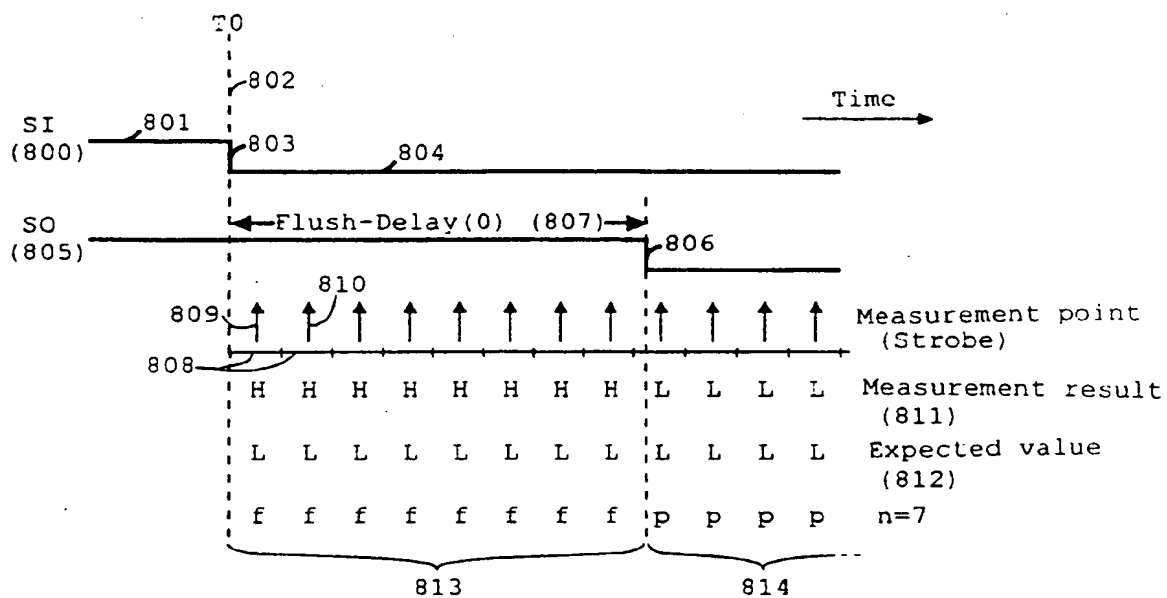 T0
802
Time
SI
(800)
801
803
804
SO
(805)
Flush-Delay(0) (807)
806
809
810
Measurement point
(Strobe)
808
H H H H H H H H L L L L Measurement result
(811)
L L L L L L L L L L L L Expected value
(812)
f f f f f f f f p p p p n=7
813
814